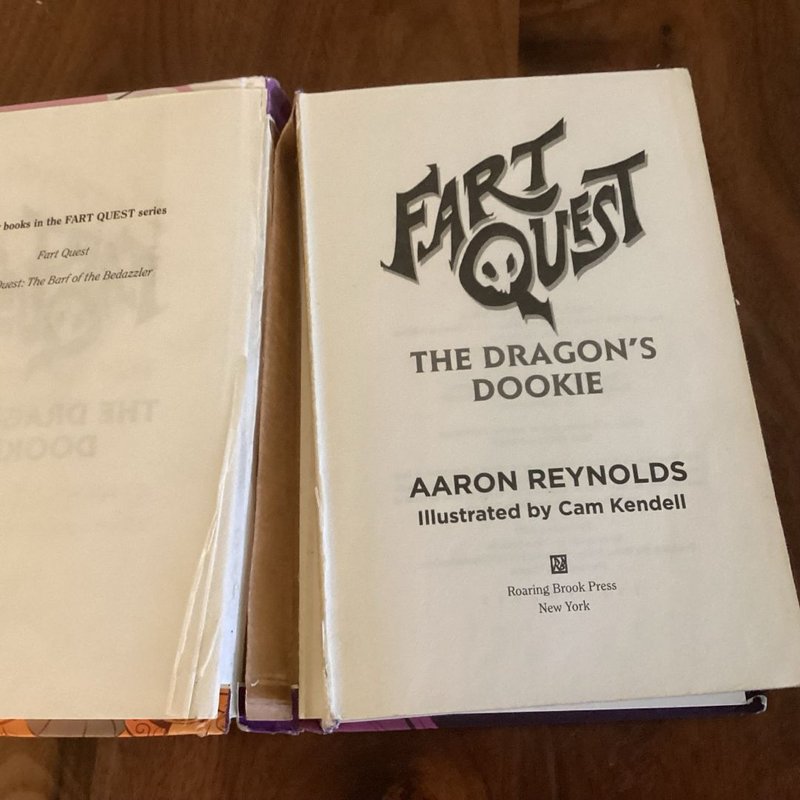 books in the FART QUEST series
Fart Quest
Quest: The Barf of the Bedazzler
FART
QUEST
THE DRAGON'S
DOOKIE
AARON REYNOLDS
Illustrated by Cam Kendell
Roaring Brook Press
New York